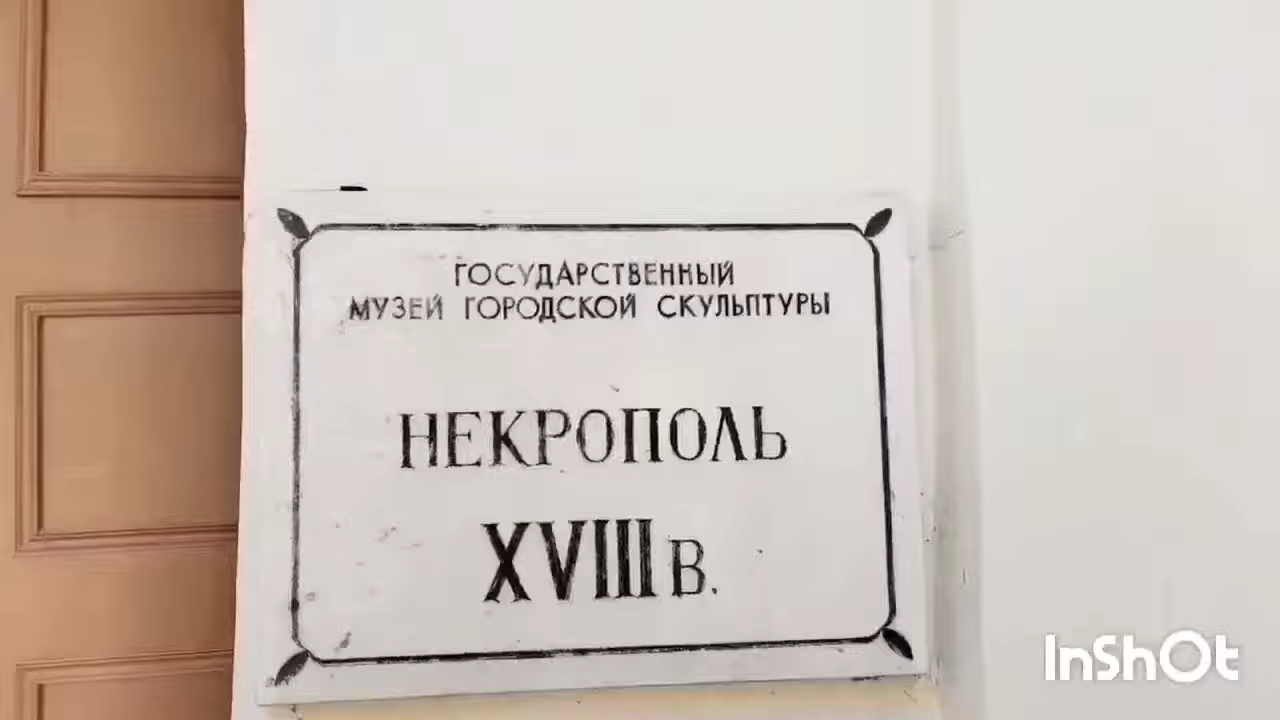 ГОСУДАРСТВЕННЫЙ
МУЗЕЙ ГОРОДСКОЙ СКУЛЬПТУРЫ
НЕКРОПОЛЬ
XVIII В.
InShOt